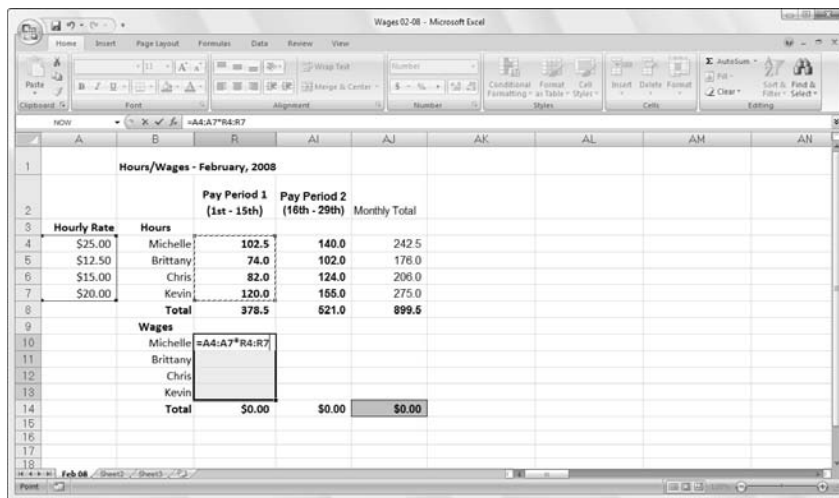 Wages 02-08 - Microsoft Excel
Home Insert Page Layout Formulas Data Review View
Paste
B I U
11
Wrap Text
Merge & Center
Number
$ %
Conditional Formatting
Format as Table
Cell Styles
Insert Delete Format
Σ AutoSum
Fill
Clear
Sort & Filter
Find & Select
Clipboard Font Alignment Number Styles Cells Editing
NOW fx =A4:A7*R4:R7
A B R AI AJ AK AL AM AN
1 Hours/Wages - February, 2008
2 Pay Period 1 (1st - 15th) Pay Period 2 (16th - 29th) Monthly Total
3 Hourly Rate Hours
4 $25.00 Michelle 102.5 140.0 242.5
5 $12.50 Brittany 74.0 102.0 176.0
6 $15.00 Chris 82.0 124.0 206.0
7 $20.00 Kevin 120.0 155.0 275.0
8 Total 378.5 521.0 899.5
9 Wages
10 Michelle =A4:A7*R4:R7
11 Brittany
12 Chris
13 Kevin
14 Total $0.00 $0.00 $0.00
15
16
17
18
Feb 08 Sheet2 Sheet3
Point